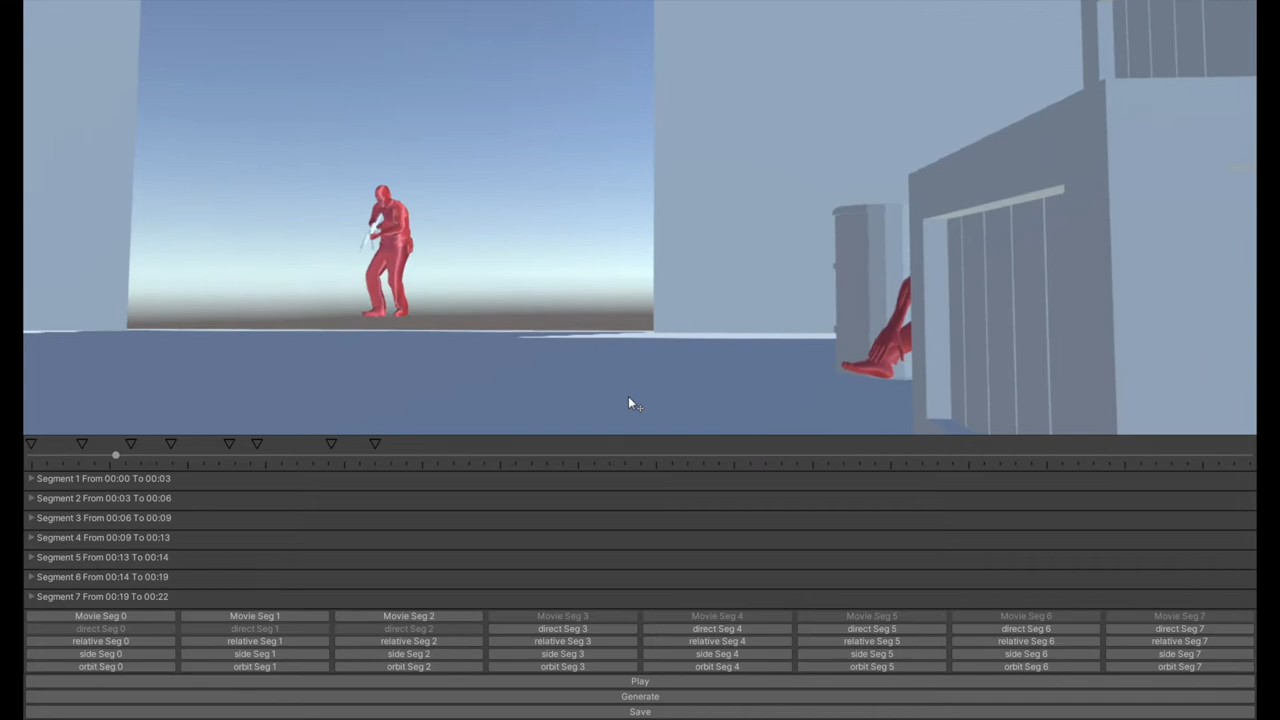 Segment 1 From 00:00 To 00:03
Segment 2 From 00:03 To 00:06
Segment 3 From 00:06 To 00:09
Segment 4 From 00:09 To 00:13
Segment 5 From 00:13 To 00:14
Segment 6 From 00:14 To 00:19
Segment 7 From 00:19 To 00:22
Movie Seg 0 Movie Seg 1 Movie Seg 2 Movie Seg 3 Movie Seg 4 Movie Seg 5 Movie Seg 6 Movie Seg 7
direct Seg 0 direct Seg 1 direct Seg 2 direct Seg 3 direct Seg 4 direct Seg 5 direct Seg 6 direct Seg 7
relative Seg 0 relative Seg 1 relative Seg 2 relative Seg 3 relative Seg 4 relative Seg 5 relative Seg 6 relative Seg 7
side Seg 0 side Seg 1 side Seg 2 side Seg 3 side Seg 4 side Seg 5 side Seg 6 side Seg 7
orbit Seg 0 orbit Seg 1 orbit Seg 2 orbit Seg 3 orbit Seg 4 orbit Seg 5 orbit Seg 6 orbit Seg 7
Play
Generate
Save